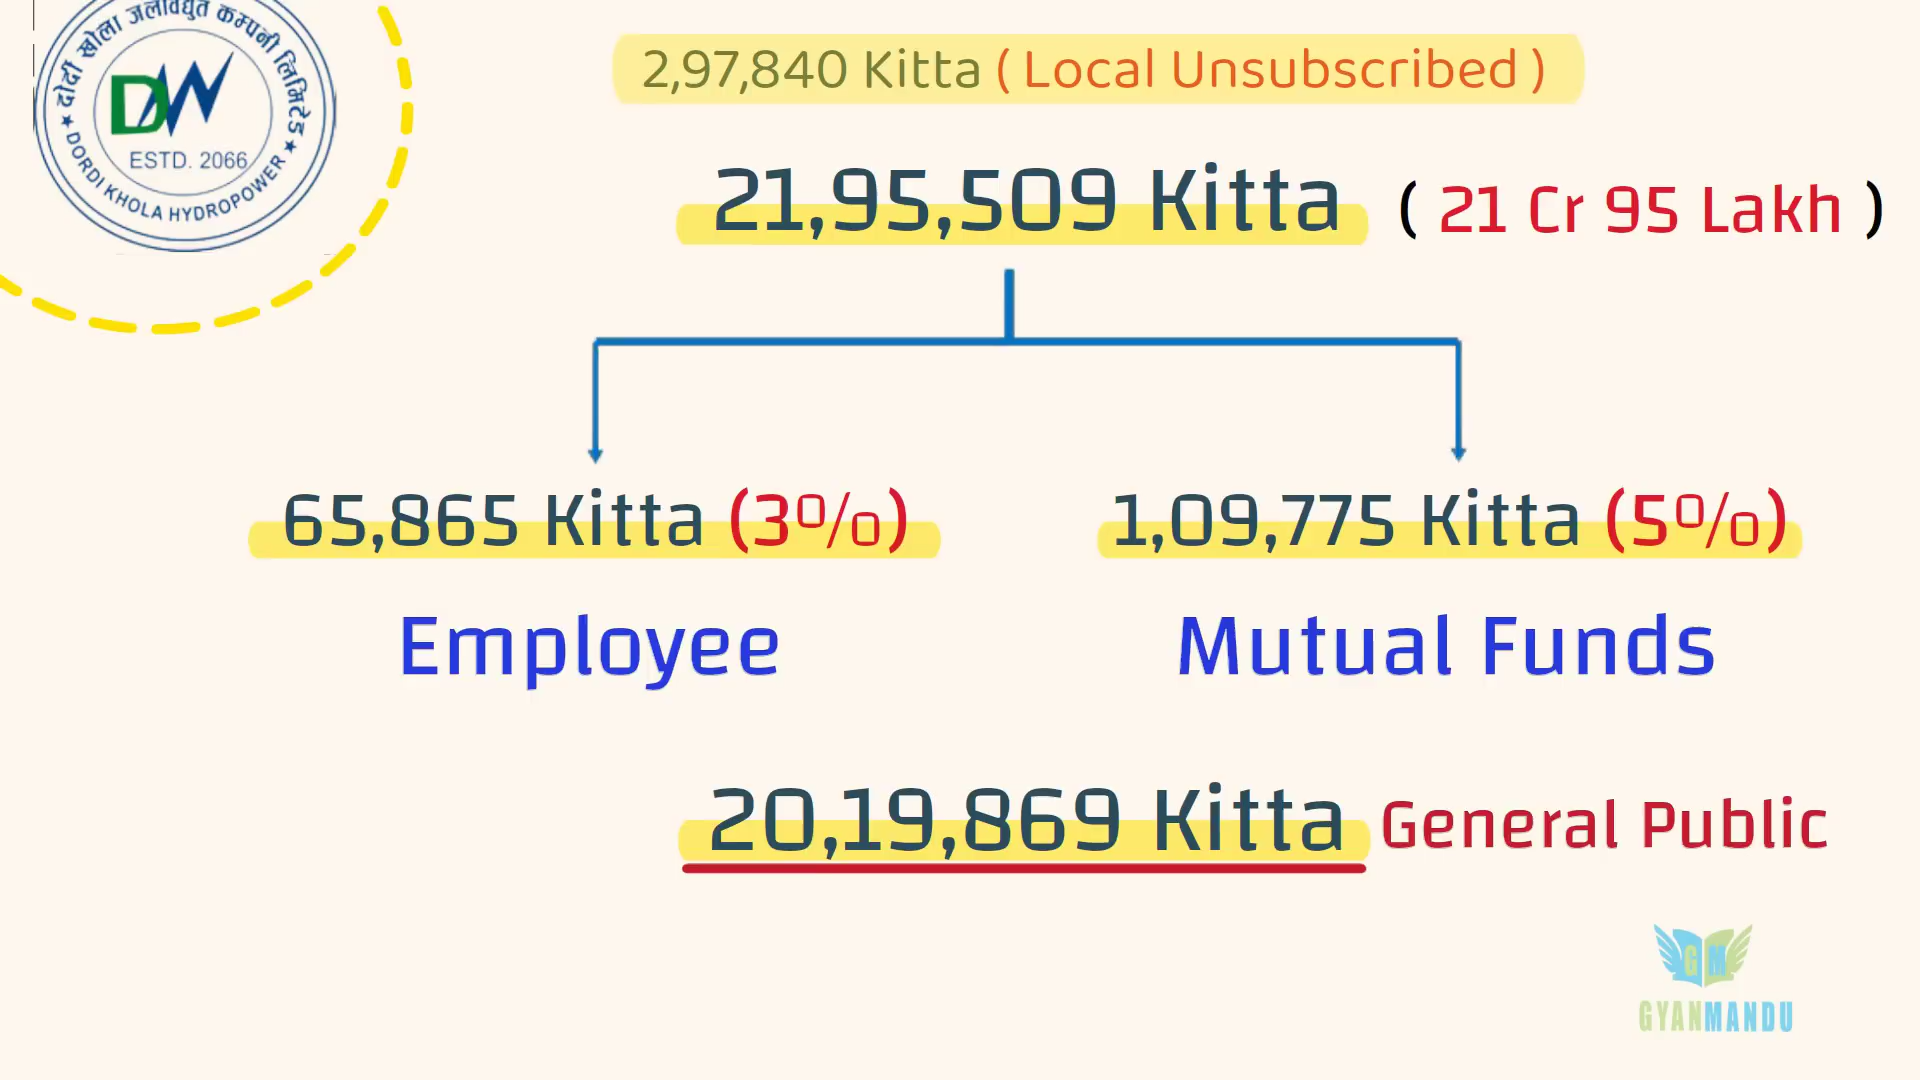 दोर्दी खोला जलविद्युत कम्पनी लिमिटेड
DW
ESTD. 2066
★ DORDI KHOLA HYDROPOWER ★
2,97,840 Kitta ( Local Unsubscribed )
21,95,509 Kitta ( 21 Cr 95 Lakh )
65,865 Kitta (3%) 1,09,775 Kitta (5%)
Employee Mutual Funds
20,19,869 Kitta General Public
G M
GYANMANDU